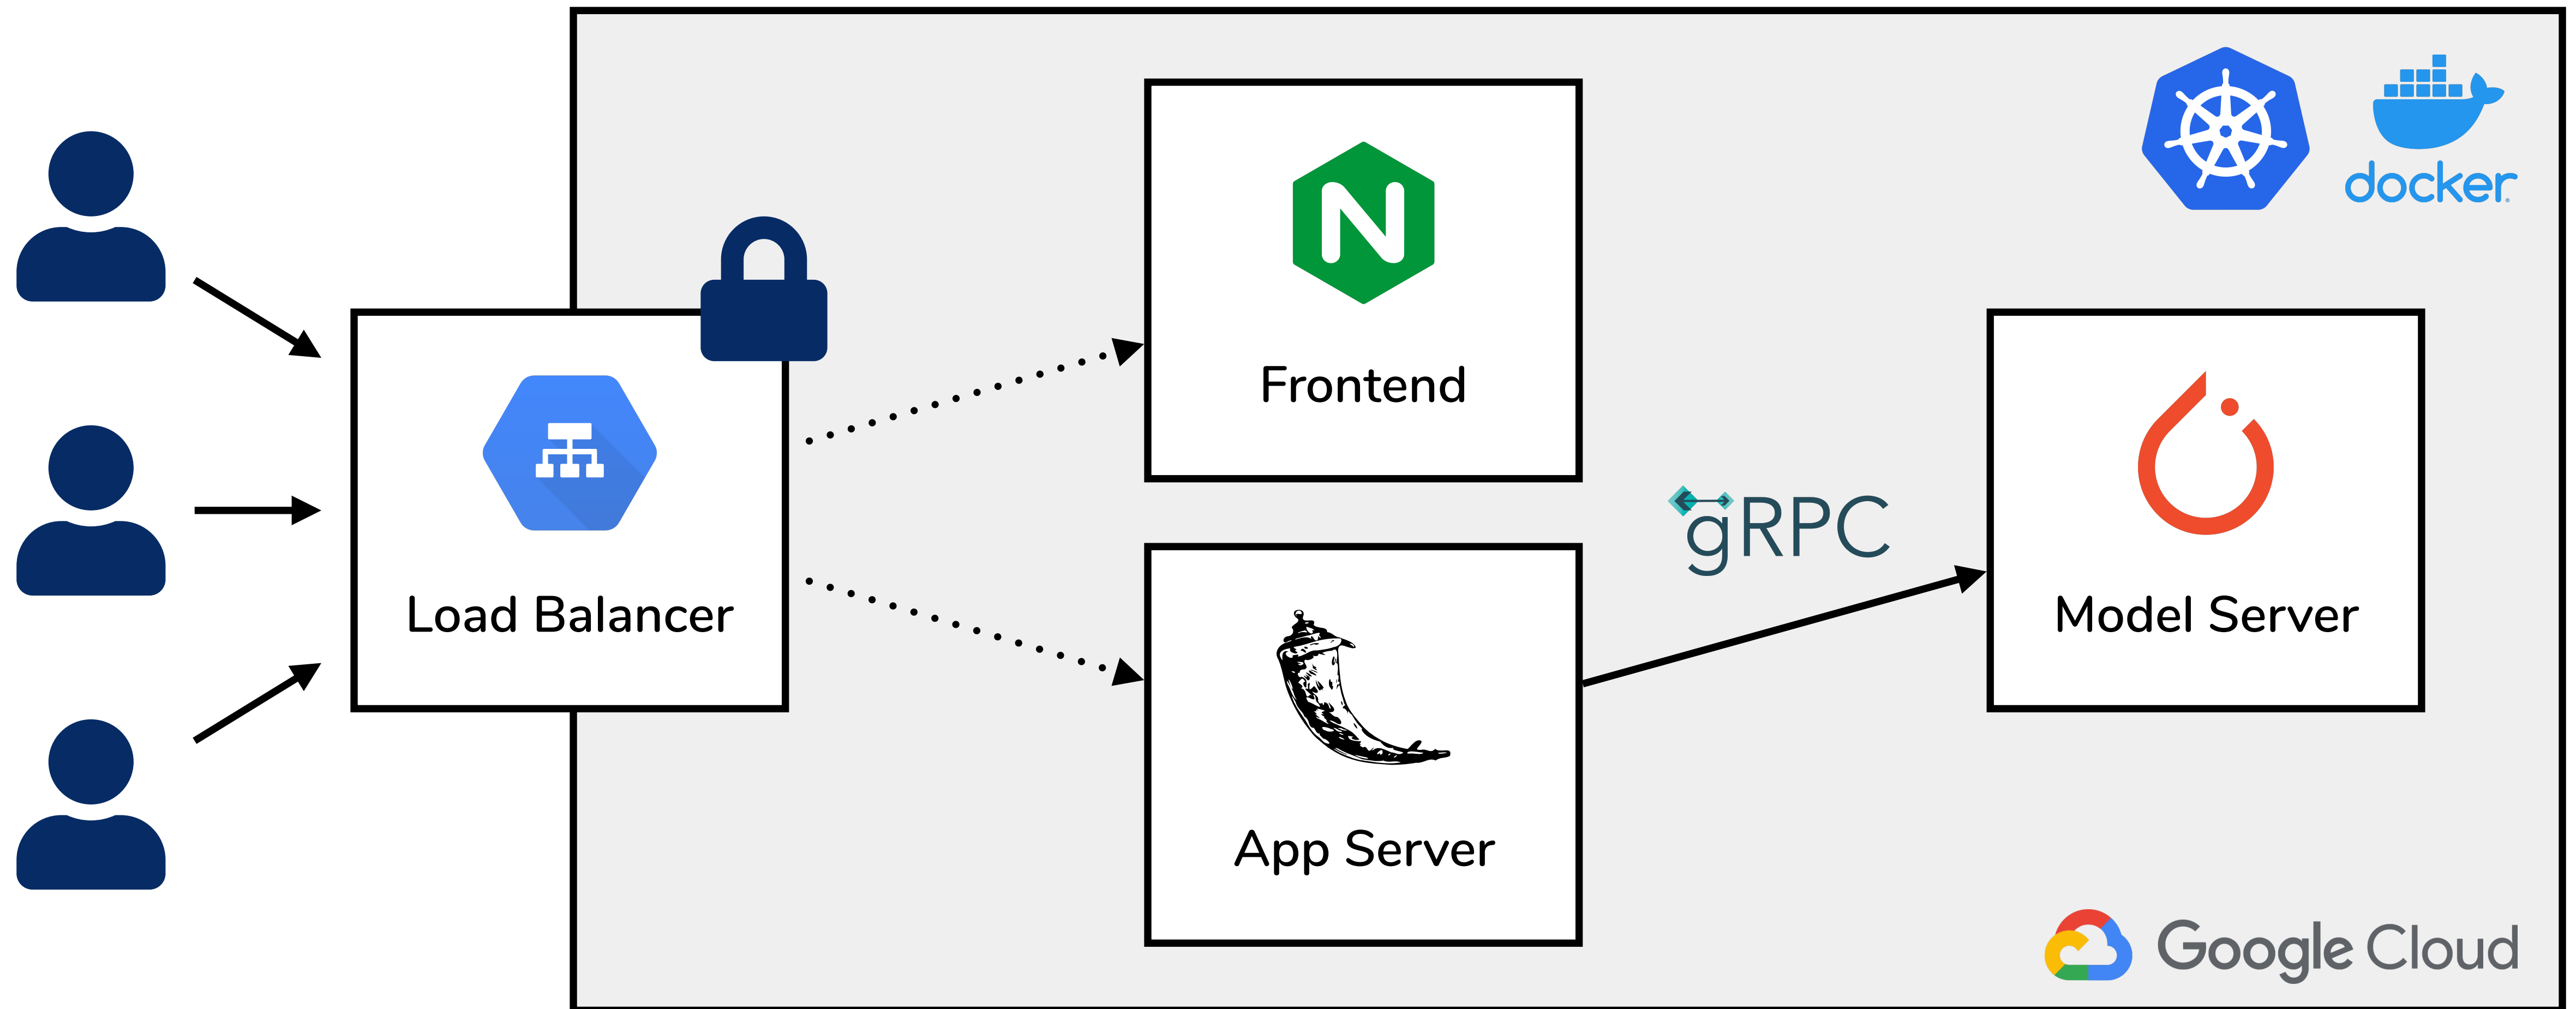 docker
N
Frontend
Load Balancer
gRPC
Model Server
App Server
Google Cloud